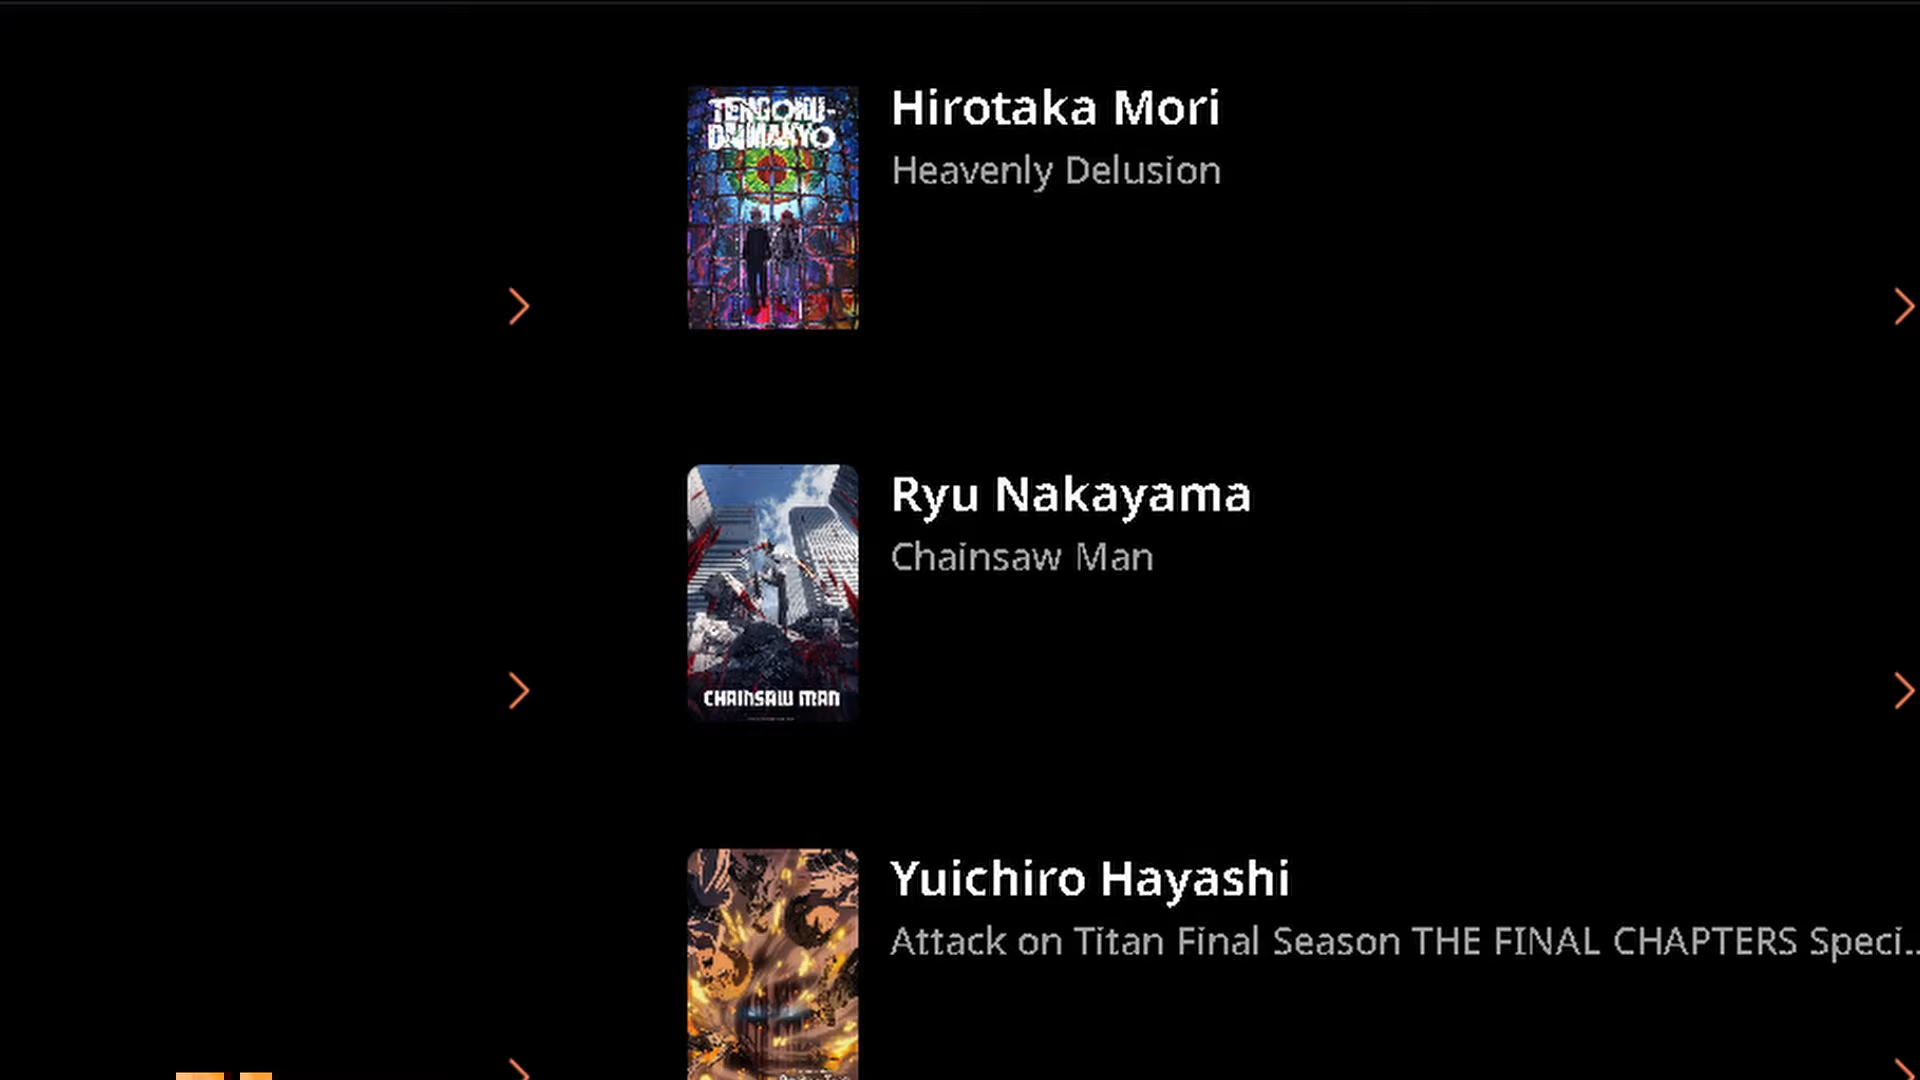 TENGOKU-
DAIMAKYO
Hirotaka Mori
Heavenly Delusion
Ryu Nakayama
Chainsaw Man
CHAINSAW MAN
Yuichiro Hayashi
Attack on Titan Final Season THE FINAL CHAPTERS Speci..